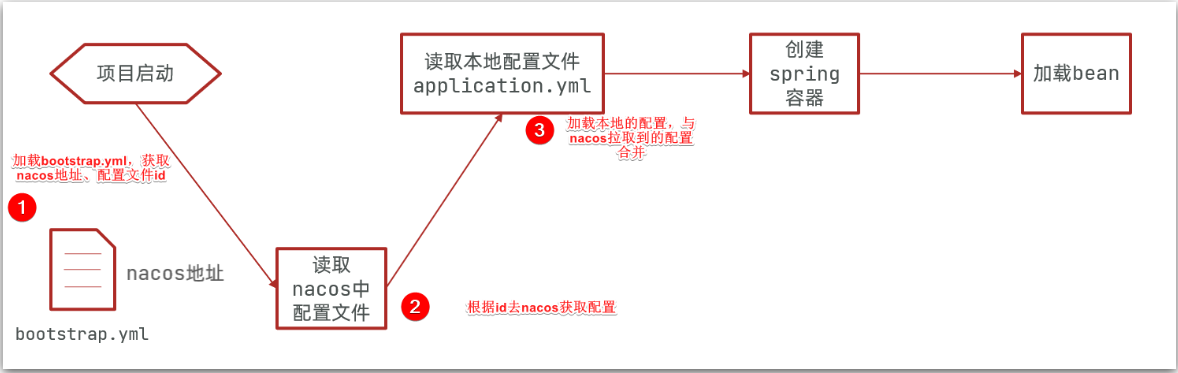 项目启动
加载bootstrap.yml，获取
nacos地址、配置文件id
1
nacos地址
bootstrap.yml
读取
nacos中
配置文件
2
根据id去nacos获取配置
读取本地配置文件
application.yml
3
加载本地的配置，与
nacos拉取到的配置
合并
创建
spring
容器
加载bean